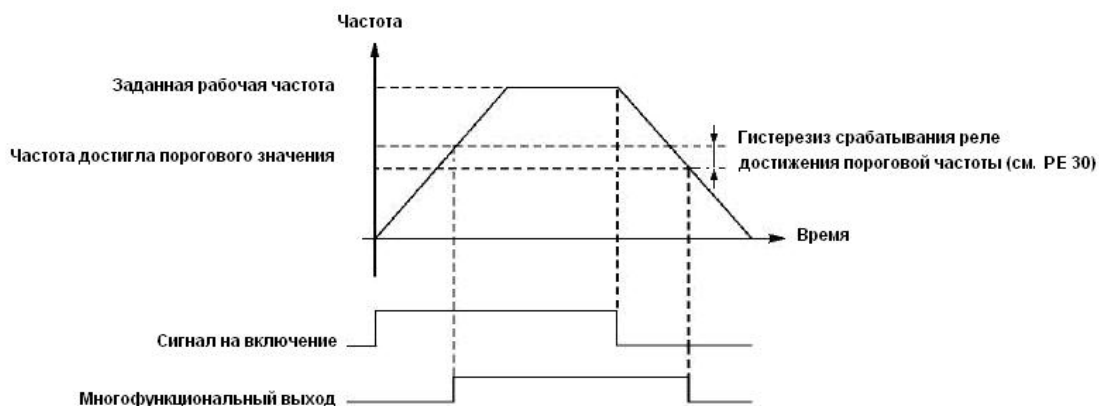 Частота
Заданная рабочая частота
Гистерезиз срабатывания реле
Частота достигла порогового значения
достижения пороговой частоты (см. PE 30)
Время
Сигнал на включение
Многофункциональный выход